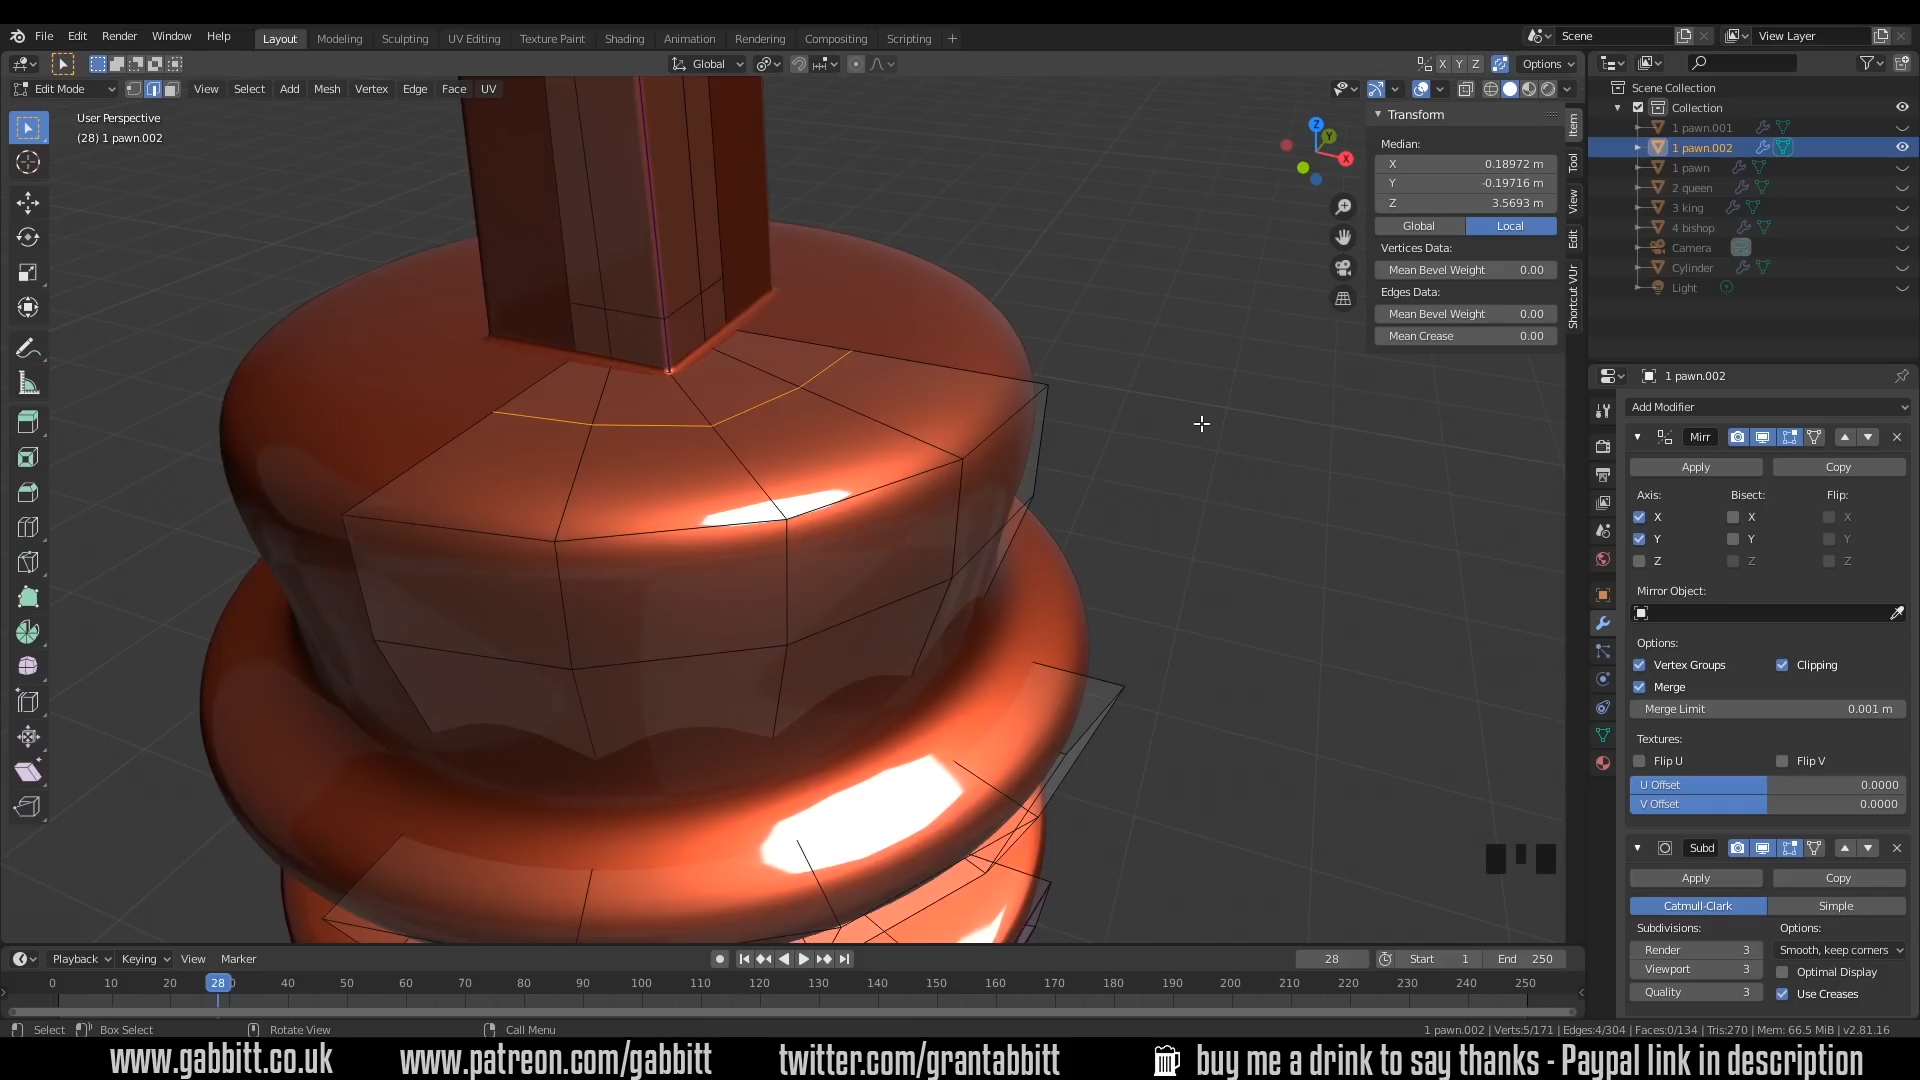 File Edit Render Window Help
Layout Modeling Sculpting UV Editing Texture Paint Shading Animation Rendering Compositing Scripting +
Scene View Layer
Global X Y Z Options
Edit Mode View Select Add Mesh Vertex Edge Face UV
User Perspective
(28) 1 pawn.002
Z
Y
X
Transform
Median:
X 0.18972 m
Y -0.19716 m
Z 3.5693 m
Global Local
Vertices Data:
Mean Bevel Weight 0.00
Edges Data:
Mean Bevel Weight 0.00
Mean Crease 0.00
Item
Tool
View
Edit
Shortcut VUr
Scene Collection
Collection
1 pawn.001
1 pawn.002
1 pawn
2 queen
3 king
4 bishop
Camera
Cylinder
Light
1 pawn.002
Add Modifier
Mirr
Apply Copy
Axis: Bisect: Flip:
X X X
Y Y Y
Z Z Z
Mirror Object:
Options:
Vertex Groups Clipping
Merge
Merge Limit 0.001 m
Textures:
Flip U Flip V
U Offset 0.0000
V Offset 0.0000
Subd
Apply Copy
Catmull-Clark Simple
Subdivisions: Options:
Render 3 Smooth, keep corners
Viewport 3 Optimal Display
Quality 3 Use Creases
Playback Keying View Marker 28 Start 1 End 250
0 10 20 28 40 50 60 70 80 90 100 110 120 130 140 150 160 170 180 190 200 210 220 230 240 250
Select Box Select Rotate View Call Menu
1 pawn.002 | Verts:5/171 | Edges:4/304 | Faces:0/134 | Tris:270 | Mem: 66.5 MiB | v2.81.16
www.gabbitt.co.uk www.patreon.com/gabbitt twitter.com/grantabbitt buy me a drink to say thanks - Paypal link in description